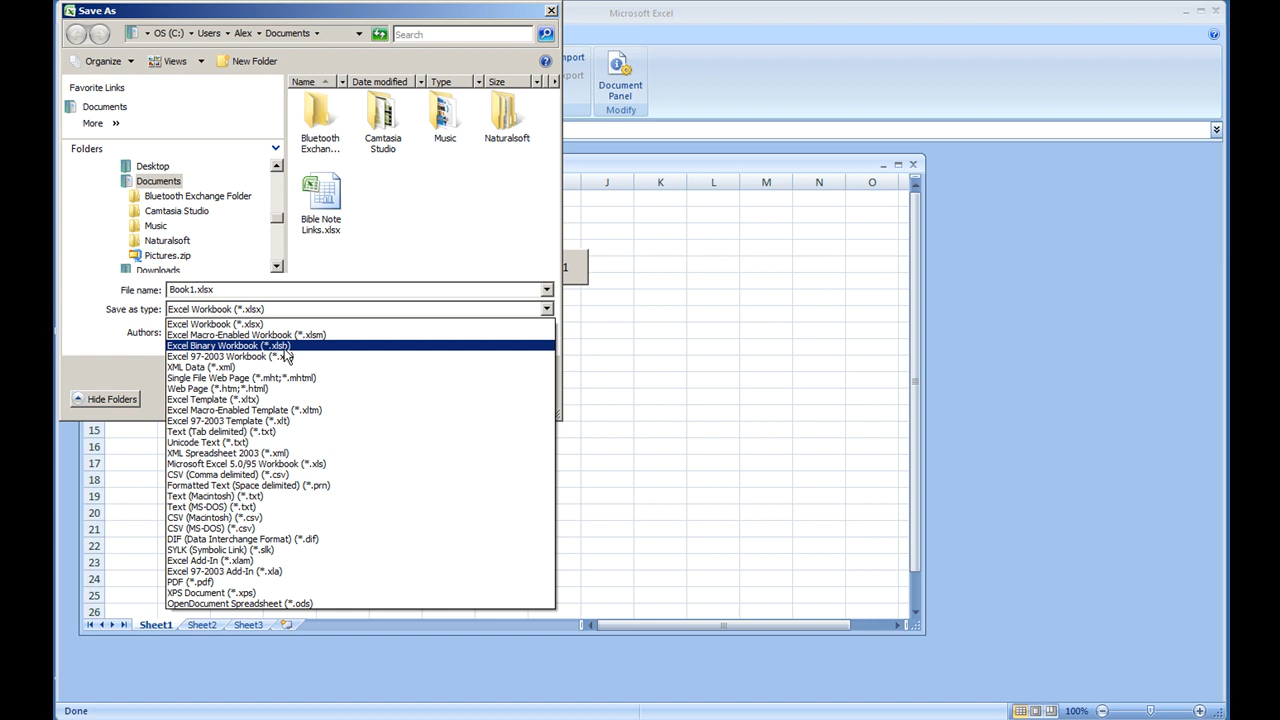 Save As
Microsoft Excel
OS (C:) Users Alex Documents
Search
Organize Views New Folder
Favorite Links
Documents
More »
Folders
Desktop
Documents
Bluetooth Exchange Folder
Camtasia Studio
Music
Naturalsoft
Pictures.zip
Downloads
Name Date modified Type Size
Bluetooth Exchan...
Camtasia Studio
Music
Naturalsoft
Bible Note Links.xlsx
File name: Book1.xlsx
Save as type: Excel Workbook (*.xlsx)
Authors:
Excel Workbook (*.xlsx)
Excel Macro-Enabled Workbook (*.xlsm)
Excel Binary Workbook (*.xlsb)
Excel 97-2003 Workbook
XML Data (*.xml)
Single File Web Page (*.mht;*.mhtml)
Web Page (*.htm;*.html)
Excel Template (*.xltx)
Excel Macro-Enabled Template (*.xltm)
Excel 97-2003 Template (*.xlt)
Text (Tab delimited) (*.txt)
Unicode Text (*.txt)
XML Spreadsheet 2003 (*.xml)
Microsoft Excel 5.0/95 Workbook (*.xls)
CSV (Comma delimited) (*.csv)
Formatted Text (Space delimited) (*.prn)
Text (Macintosh) (*.txt)
Text (MS-DOS) (*.txt)
CSV (Macintosh) (*.csv)
CSV (MS-DOS) (*.csv)
DIF (Data Interchange Format) (*.dif)
SYLK (Symbolic Link) (*.slk)
Excel Add-In (*.xlam)
Excel 97-2003 Add-In (*.xla)
PDF (*.pdf)
XPS Document (*.xps)
OpenDocument Spreadsheet (*.ods)
Hide Folders
Document Panel
Modify
J K L M N O
1
15
16
17
18
19
20
21
22
23
24
25
26
Sheet1 Sheet2 Sheet3
Done
100%